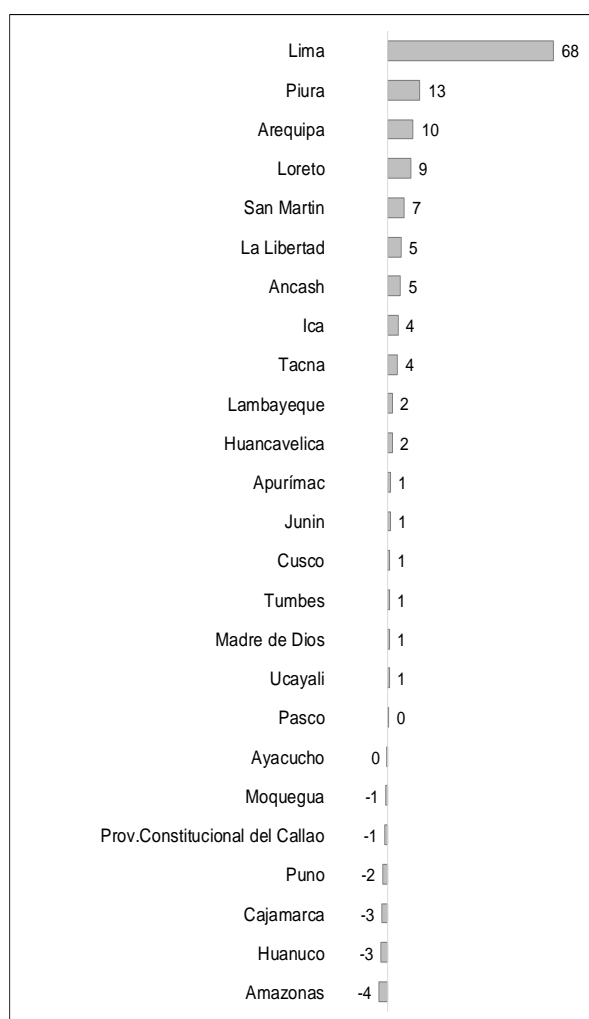 Lima 68
Piura 13
Arequipa 10
Loreto 9
San Martin 7
La Libertad 5
Ancash 5
Ica 4
Tacna 4
Lambayeque 2
Huancavelica 2
Apurímac 1
Junin 1
Cusco 1
Tumbes 1
Madre de Dios 1
Ucayali 1
Pasco 0
Ayacucho 0
Moquegua -1
Prov.Constitucional del Callao -1
Puno -2
Cajamarca -3
Huanuco -3
Amazonas -4